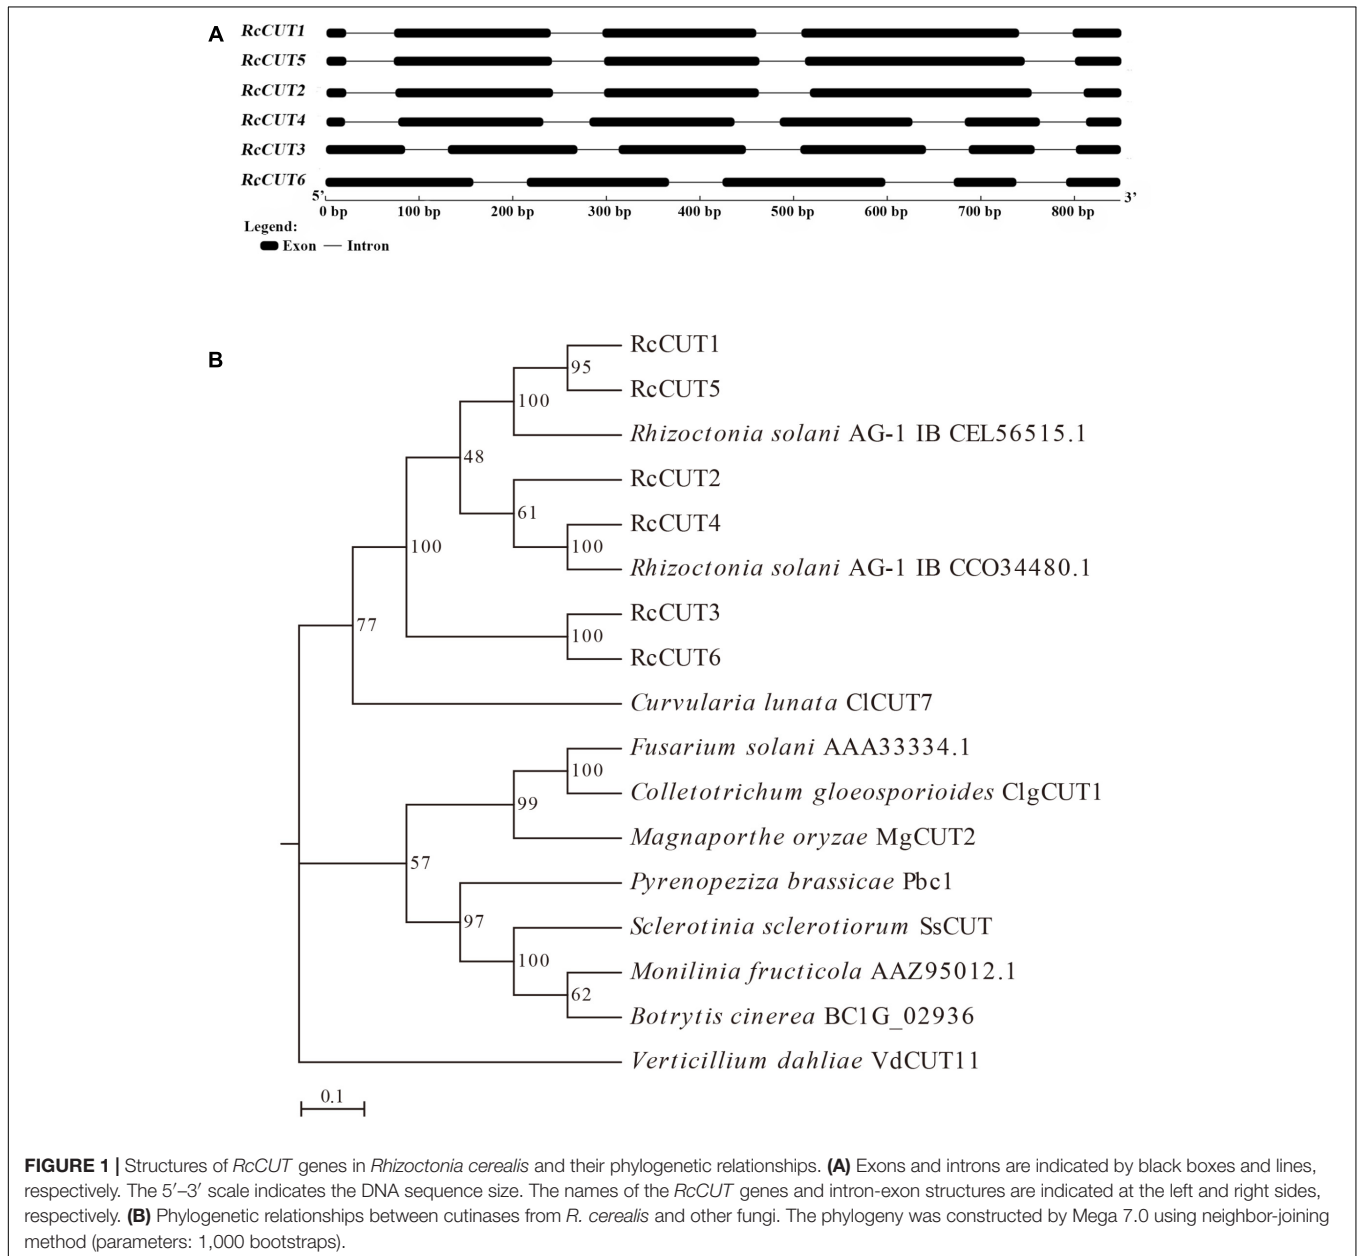 A
RcCUT1
RcCUT5
RcCUT2
RcCUT4
RcCUT3
RcCUT6
5’ 3’
0 bp 100 bp 200 bp 300 bp 400 bp 500 bp 600 bp 700 bp 800 bp
Legend:
Exon Intron
B
RcCUT1
95
RcCUT5
100
Rhizoctonia solani AG-1 IB CEL56515.1
48
RcCUT2
61
RcCUT4
100
100
Rhizoctonia solani AG-1 IB CCO34480.1
RcCUT3
77
100
RcCUT6
Curvularia lunata ClCUT7
Fusarium solani AAA33334.1
100
Colletotrichum gloeosporioides ClgCUT1
99
Magnaporthe oryzae MgCUT2
57
Pyrenopeziza brassicae Pbc1
97
Sclerotinia sclerotiorum SsCUT
100
Monilinia fructicola AAZ95012.1
62
Botrytis cinerea BC1G_02936
Verticillium dahliae VdCUT11
0.1
FIGURE 1 | Structures of RcCUT genes in Rhizoctonia cerealis and their phylogenetic relationships. (A) Exons and introns are indicated by black boxes and lines,
respectively. The 5′–3′ scale indicates the DNA sequence size. The names of the RcCUT genes and intron-exon structures are indicated at the left and right sides,
respectively. (B) Phylogenetic relationships between cutinases from R. cerealis and other fungi. The phylogeny was constructed by Mega 7.0 using neighbor-joining
method (parameters: 1,000 bootstraps).